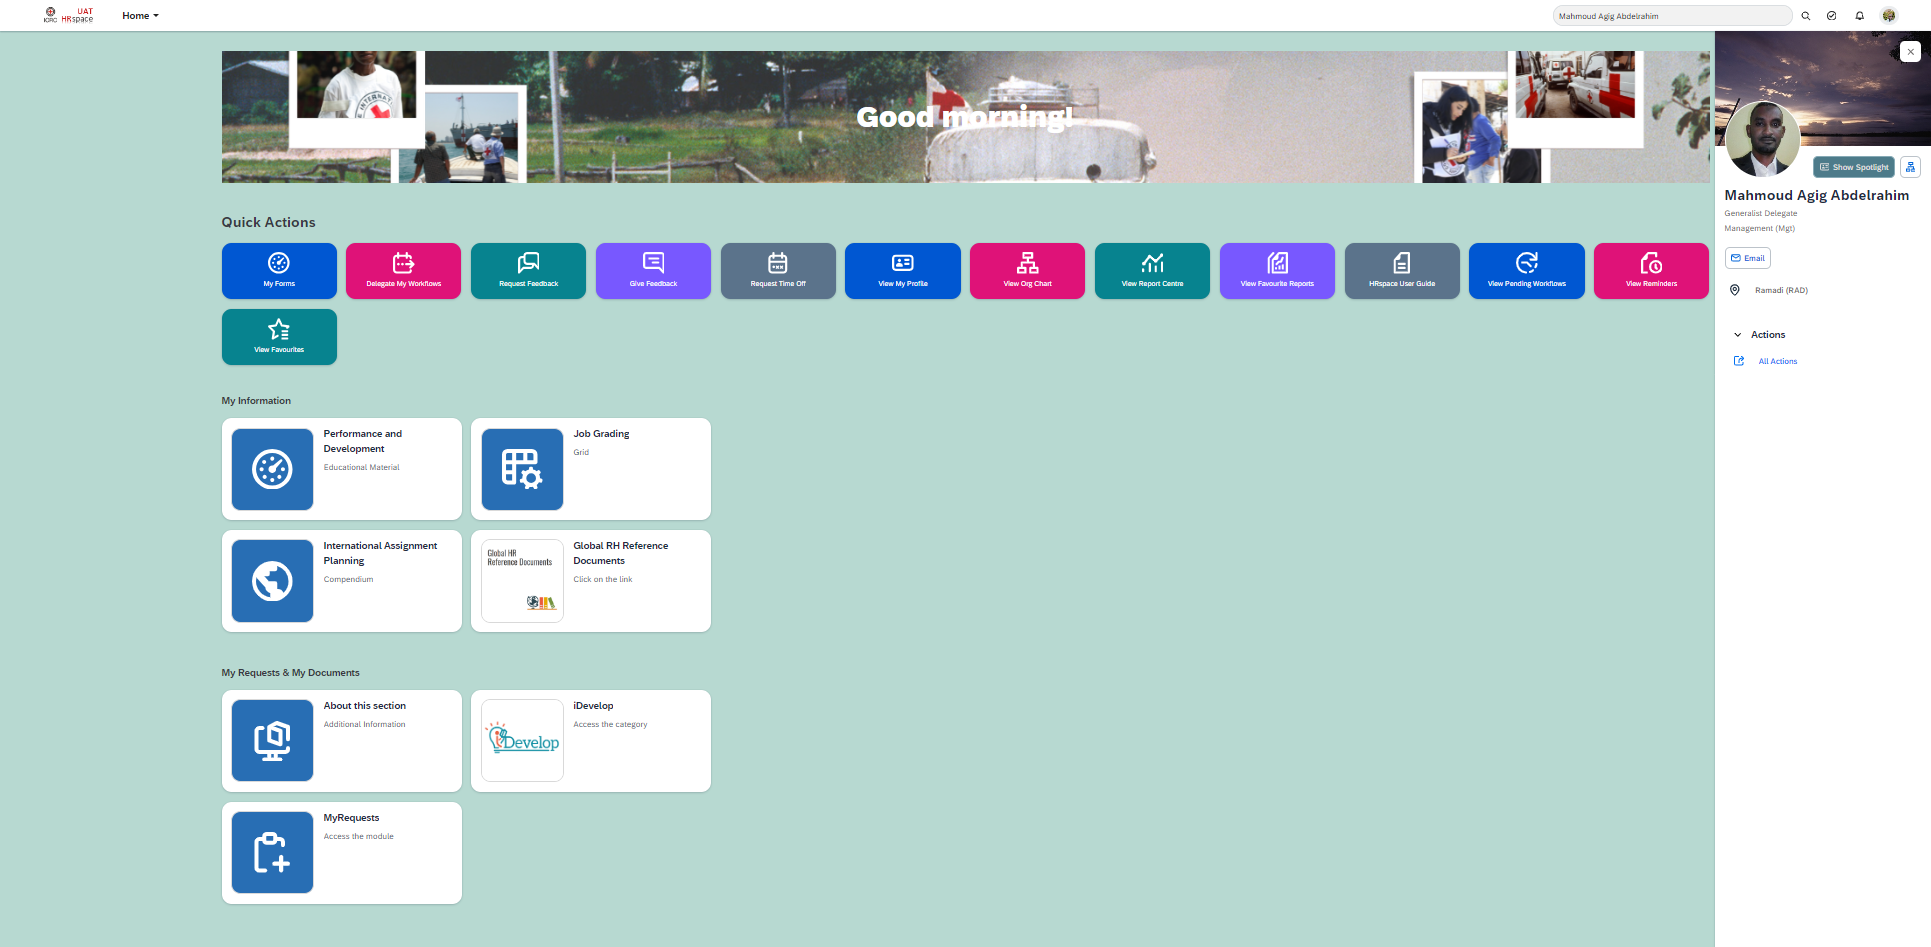 ICRC
UAT
HRspace
Home
Mahmoud Agig Abdelrahim
Good morning!
Show Spotlight
Mahmoud Agig Abdelrahim
Generalist Delegate
Management (Mgt)
Email
Ramadi (RAD)
Actions
All Actions
Quick Actions
My Forms
Delegate My Workflows
Request Feedback
Give Feedback
Request Time Off
View My Profile
View Org Chart
View Report Centre
View Favourite Reports
HRspace User Guide
View Pending Workflows
View Reminders
View Favourites
My Information
Performance and
Development
Educational Material
Job Grading
Grid
International Assignment
Planning
Compendium
Global HR
Reference Documents
Global RH Reference
Documents
Click on the link
My Requests & My Documents
About this section
Additional Information
iDevelop
iDevelop
Access the category
MyRequests
Access the module